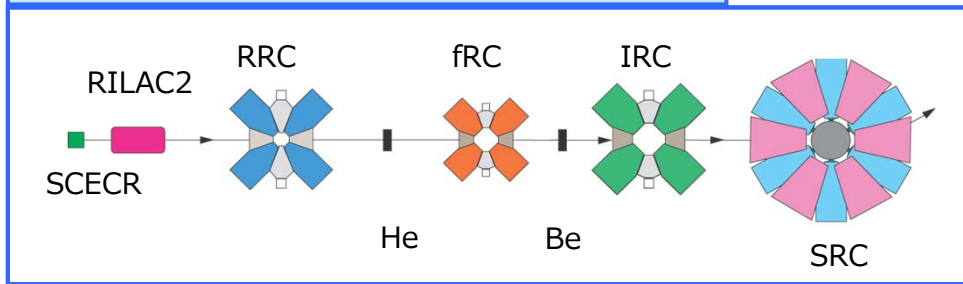 RRC
fRC
IRC
RILAC2
SCECR
He
Be
SRC